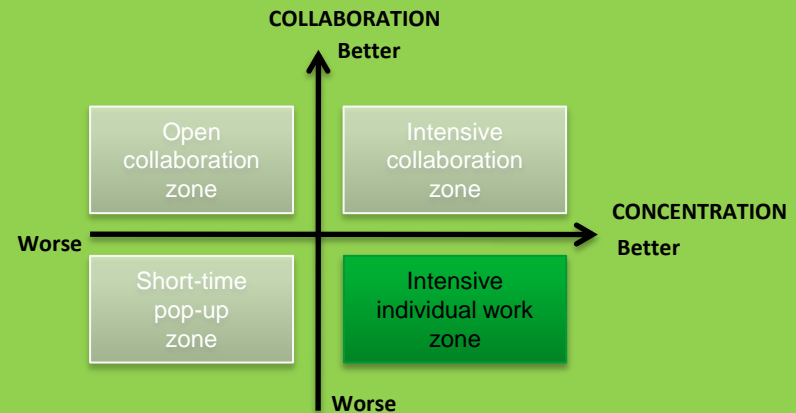 COLLABORATION
Better
Open
collaboration
zone
Intensive
collaboration
zone
CONCENTRATION
Worse
Better
Short-time
pop-up
zone
Intensive
individual work
zone
Worse